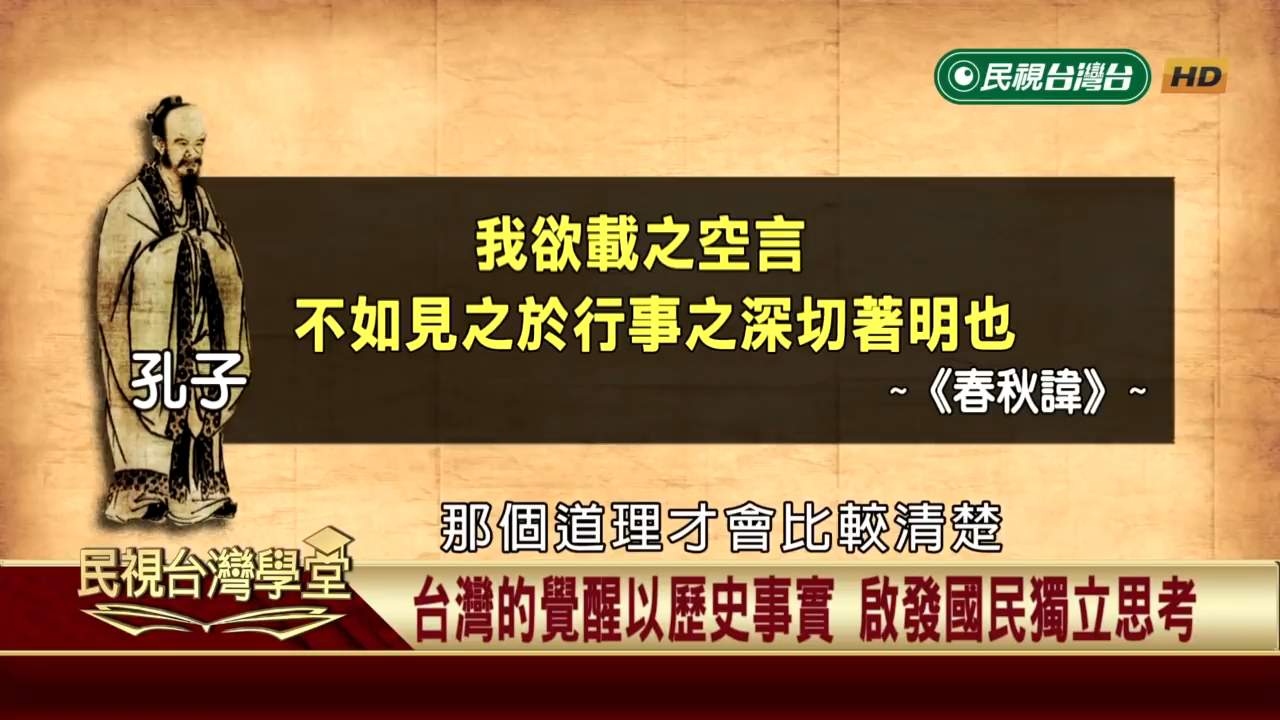 民視台灣台 HD
我欲載之空言
不如見之於行事之深切著明也
孔子
~《春秋諱》~
那個道理才會比較清楚
民視台灣學堂
台灣的覺醒以歷史事實 啟發國民獨立思考